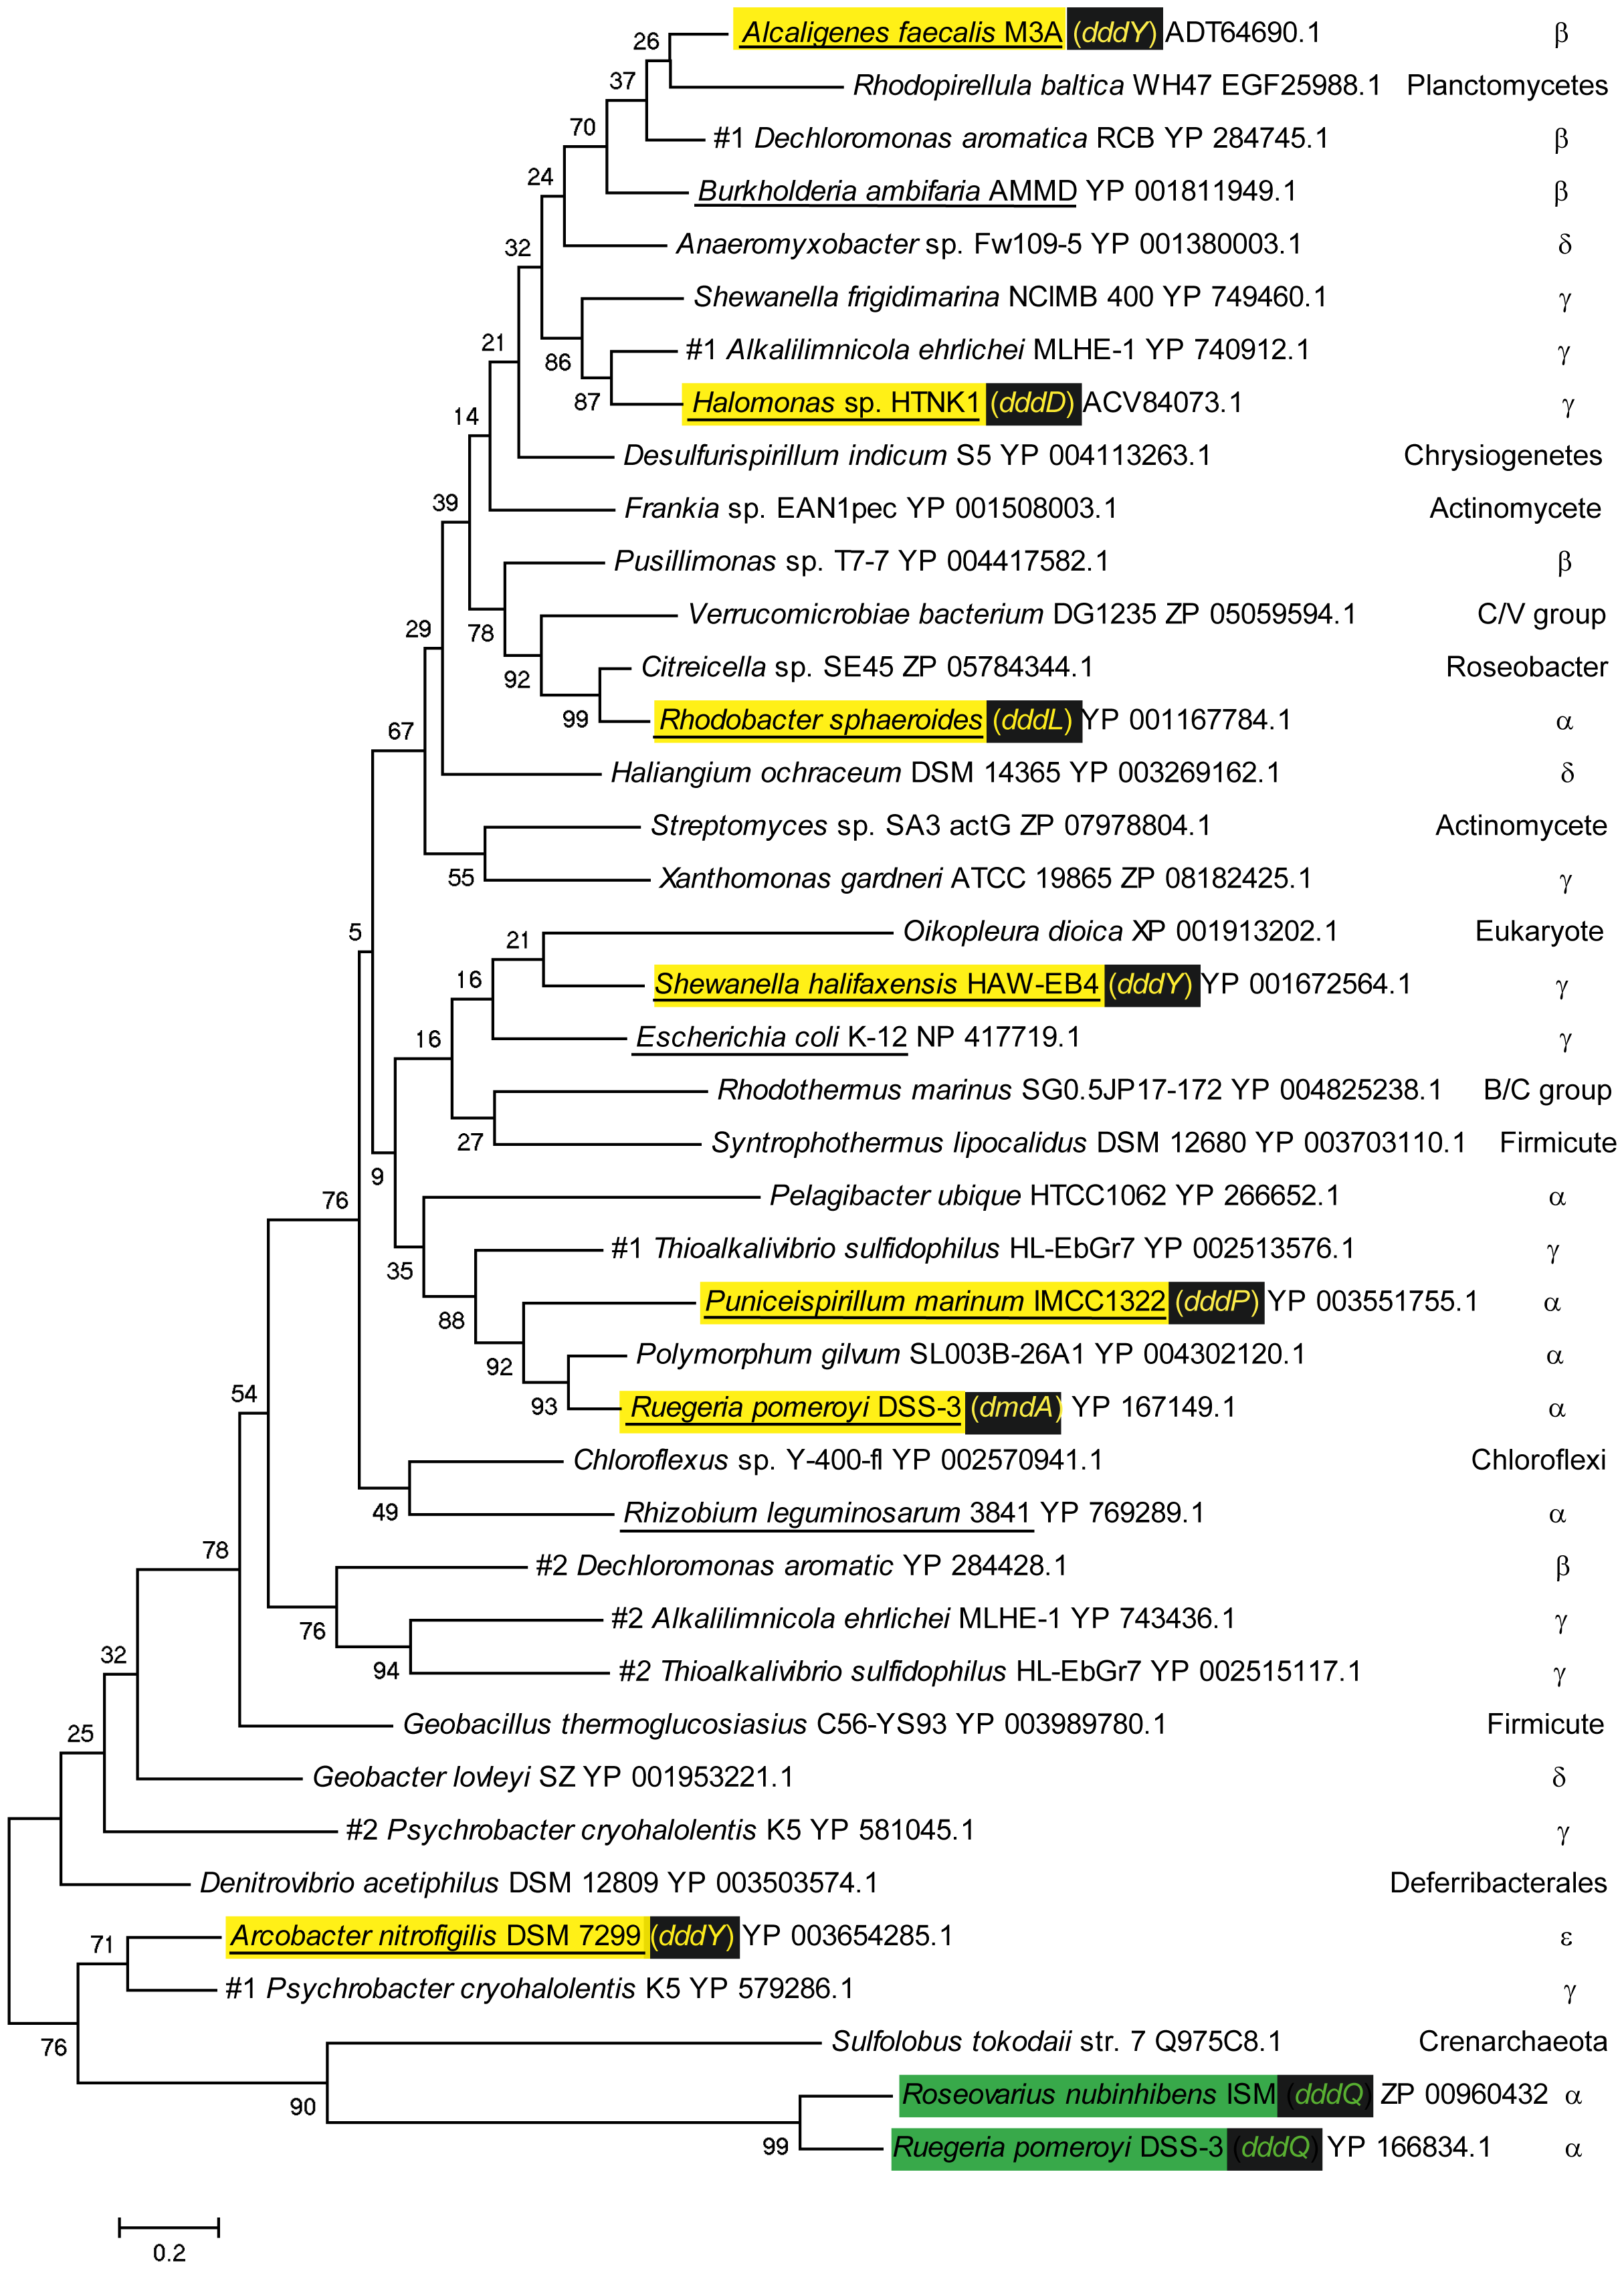 Alcaligenes faecalis M3A (dddY) ADT64690.1 β
26
Rhodopirellula baltica WH47 EGF25988.1 Planctomycetes
37
#1 Dechloromonas aromatica RCB YP 284745.1 β
70
Burkholderia ambifaria AMMD YP 001811949.1 β
24
Anaeromyxobacter sp. Fw109-5 YP 001380003.1 δ
32
Shewanella frigidimarina NCIMB 400 YP 749460.1 γ
21
#1 Alkalilimnicola ehrlichei MLHE-1 YP 740912.1 γ
86
87
Halomonas sp. HTNK1 (dddD) ACV84073.1 γ
14
Desulfurispirillum indicum S5 YP 004113263.1 Chrysiogenetes
39
Frankia sp. EAN1pec YP 001508003.1 Actinomycete
Pusillimonas sp. T7-7 YP 004417582.1 β
29
78
Verrucomicrobiae bacterium DG1235 ZP 05059594.1 C/V group
92
Citreicella sp. SE45 ZP 05784344.1 Roseobacter
99
Rhodobacter sphaeroides (dddL) YP 001167784.1 α
67
Haliangium ochraceum DSM 14365 YP 003269162.1 δ
Streptomyces sp. SA3 actG ZP 07978804.1 Actinomycete
55
Xanthomonas gardneri ATCC 19865 ZP 08182425.1 γ
5
21
Oikopleura dioica XP 001913202.1 Eukaryote
16
Shewanella halifaxensis HAW-EB4 (dddY) YP 001672564.1 γ
16
Escherichia coli K-12 NP 417719.1 γ
Rhodothermus marinus SG0.5JP17-172 YP 004825238.1 B/C group
27
Syntrophothermus lipocalidus DSM 12680 YP 003703110.1 Firmicute
9
76
Pelagibacter ubique HTCC1062 YP 266652.1 α
35
#1 Thioalkalivibrio sulfidophilus HL-EbGr7 YP 002513576.1 γ
88
Puniceispirillum marinum IMCC1322 (dddP) YP 003551755.1 α
92
Polymorphum gilvum SL003B-26A1 YP 004302120.1 α
93
Ruegeria pomeroyi DSS-3 (dmdA) YP 167149.1 α
54
Chloroflexus sp. Y-400-fl YP 002570941.1 Chloroflexi
49
Rhizobium leguminosarum 3841 YP 769289.1 α
78
#2 Dechloromonas aromatic YP 284428.1 β
76
#2 Alkalilimnicola ehrlichei MLHE-1 YP 743436.1 γ
94
#2 Thioalkalivibrio sulfidophilus HL-EbGr7 YP 002515117.1 γ
32
Geobacillus thermoglucosiasius C56-YS93 YP 003989780.1 Firmicute
25
Geobacter lovleyi SZ YP 001953221.1 δ
#2 Psychrobacter cryohalolentis K5 YP 581045.1 γ
Denitrovibrio acetiphilus DSM 12809 YP 003503574.1 Deferribacterales
71
Arcobacter nitrofigilis DSM 7299 (dddY) YP 003654285.1 ε
#1 Psychrobacter cryohalolentis K5 YP 579286.1 γ
76
Sulfolobus tokodaii str. 7 Q975C8.1 Crenarchaeota
90
Roseovarius nubinhibens ISM (dddQ) ZP 00960432 α
99
Ruegeria pomeroyi DSS-3 (dddQ) YP 166834.1 α
0.2